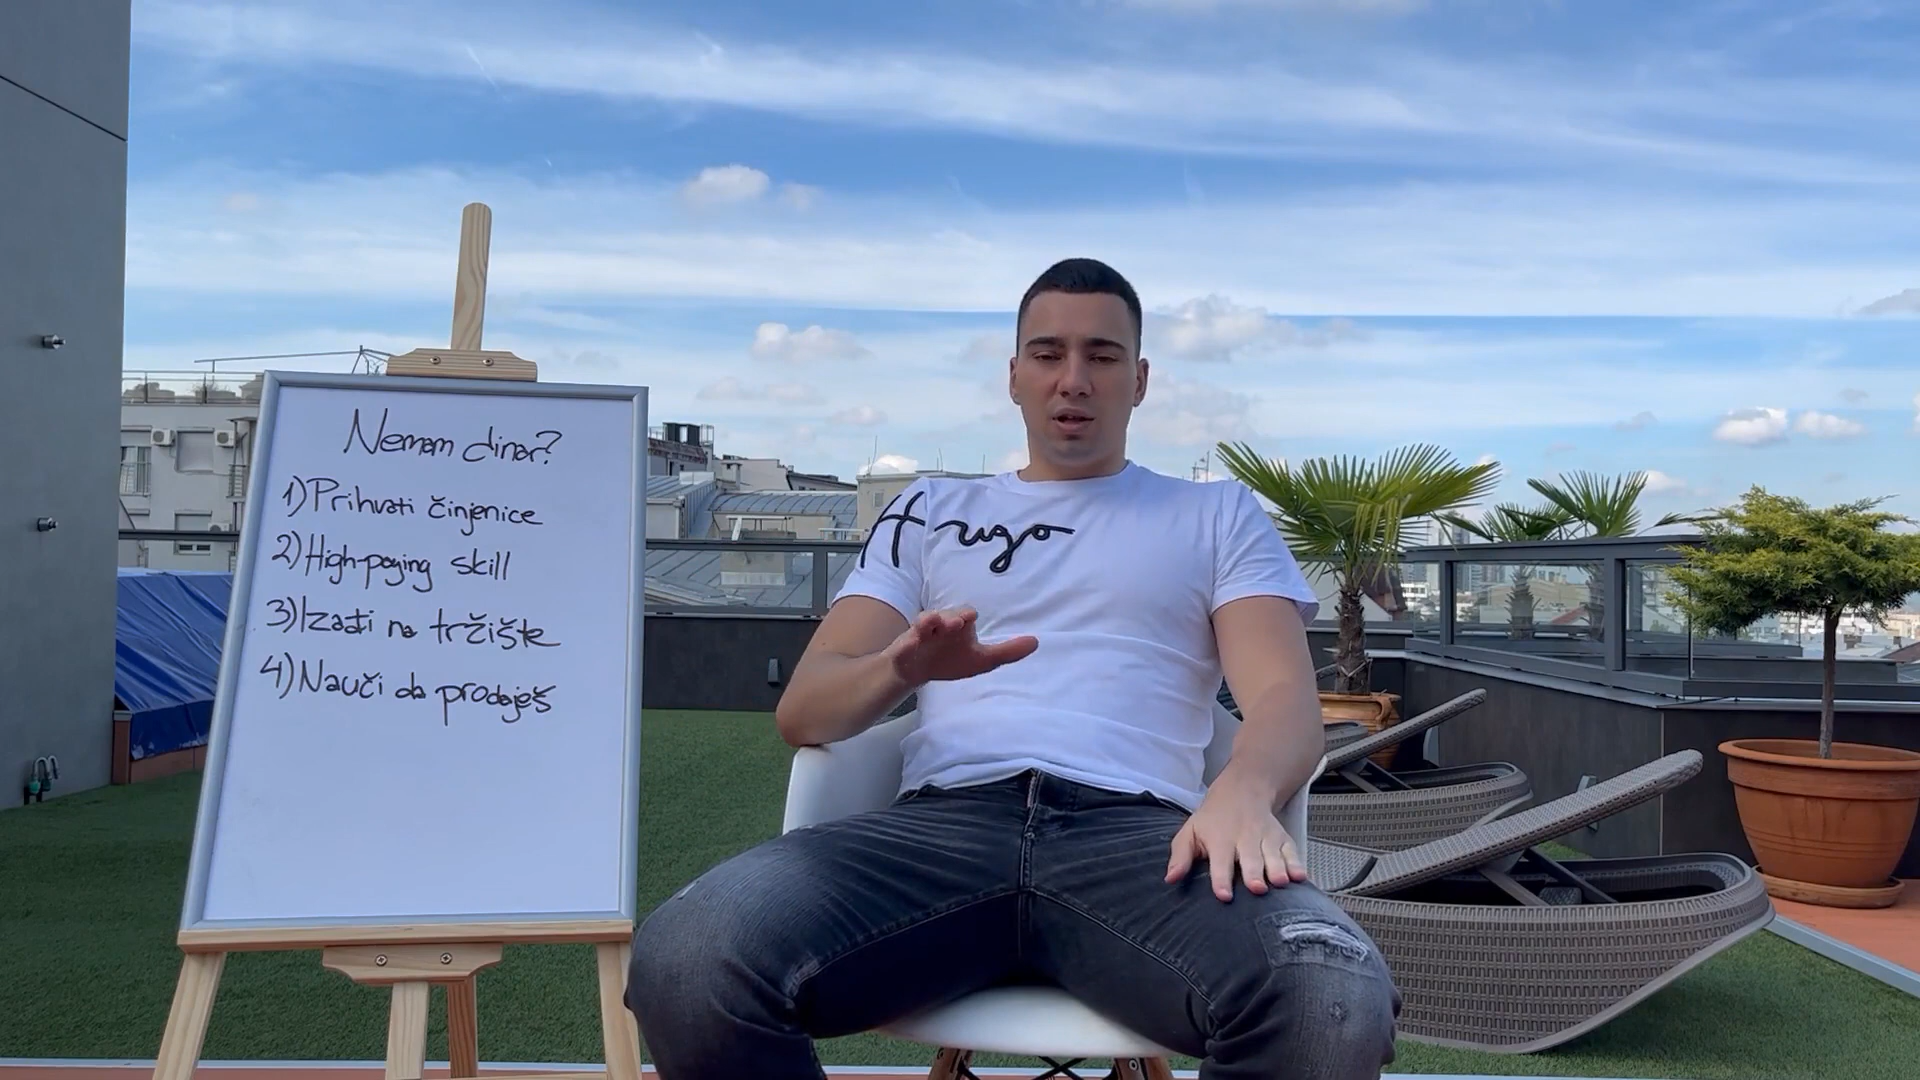 Nemam dinar?
1) Prihvati činjenice
2) High-paying skill
3) Izađi na tržište
4) Nauči da prodaješ
Hugo